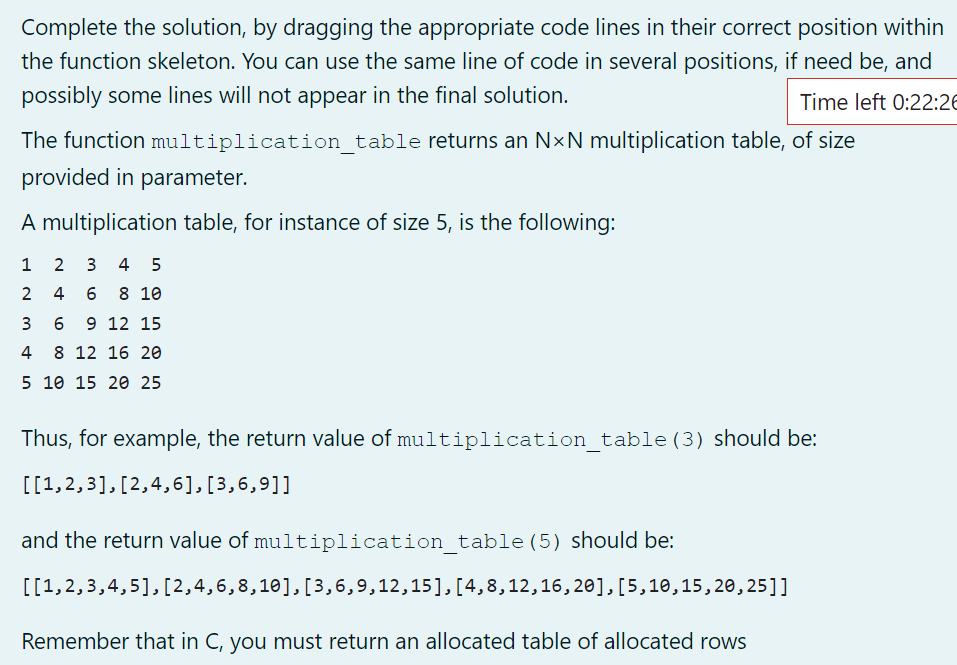 Complete the solution, by dragging the appropriate code lines in their correct position within
the function skeleton. You can use the same line of code in several positions, if need be, and
possibly some lines will not appear in the final solution.
Time left 0:22:26
The function multiplication_table returns an N×N multiplication table, of size
provided in parameter.
A multiplication table, for instance of size 5, is the following:
1 2 3 4 5
2 4 6 8 10
3 6 9 12 15
4 8 12 16 20
5 10 15 20 25
Thus, for example, the return value of multiplication_table(3) should be:
[[1,2,3],[2,4,6],[3,6,9]]
and the return value of multiplication_table(5) should be:
[[1,2,3,4,5],[2,4,6,8,10],[3,6,9,12,15],[4,8,12,16,20],[5,10,15,20,25]]
Remember that in C, you must return an allocated table of allocated rows